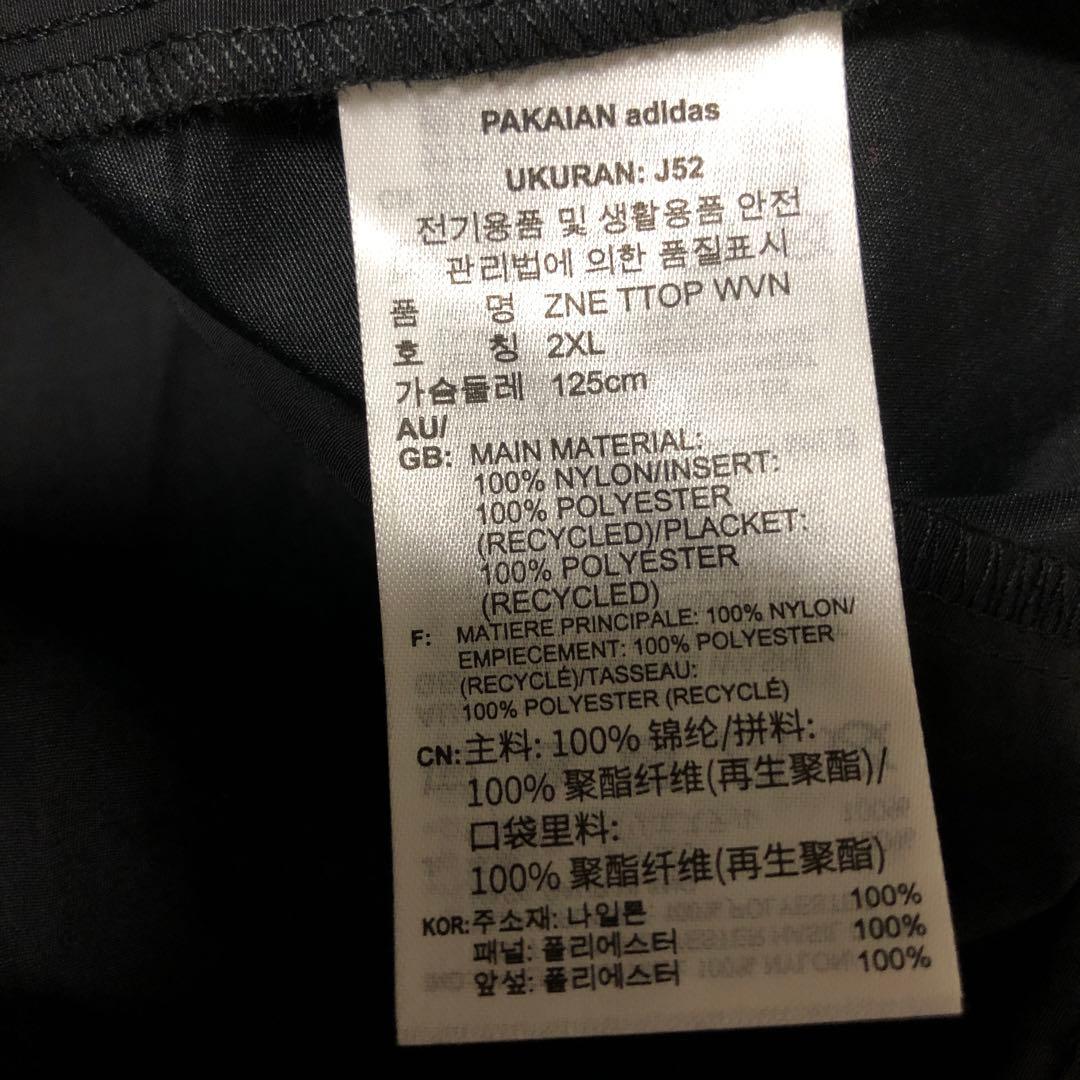 PAKAIAN adidas
UKURAN: J52
전기용품 및 생활용품 안전
관리법에 의한 품질표시
품 명 ZNE TTOP WVN
호 칭 2XL
가슴둘레 125cm
AU/
GB: MAIN MATERIAL:
100% NYLON/INSERT:
100% POLYESTER
(RECYCLED)/PLACKET:
100% POLYESTER
(RECYCLED)
F: MATIERE PRINCIPALE: 100% NYLON/
EMPIECEMENT: 100% POLYESTER
(RECYCLÉ)/TASSEAU:
100% POLYESTER (RECYCLÉ)
CN: 主料: 100% 锦纶/拼料:
100% 聚酯纤维(再生聚酯)/
口袋里料:
100% 聚酯纤维(再生聚酯)
KOR: 주소재: 나일론 100%
패널: 폴리에스터 100%
앞섶: 폴리에스터 100%